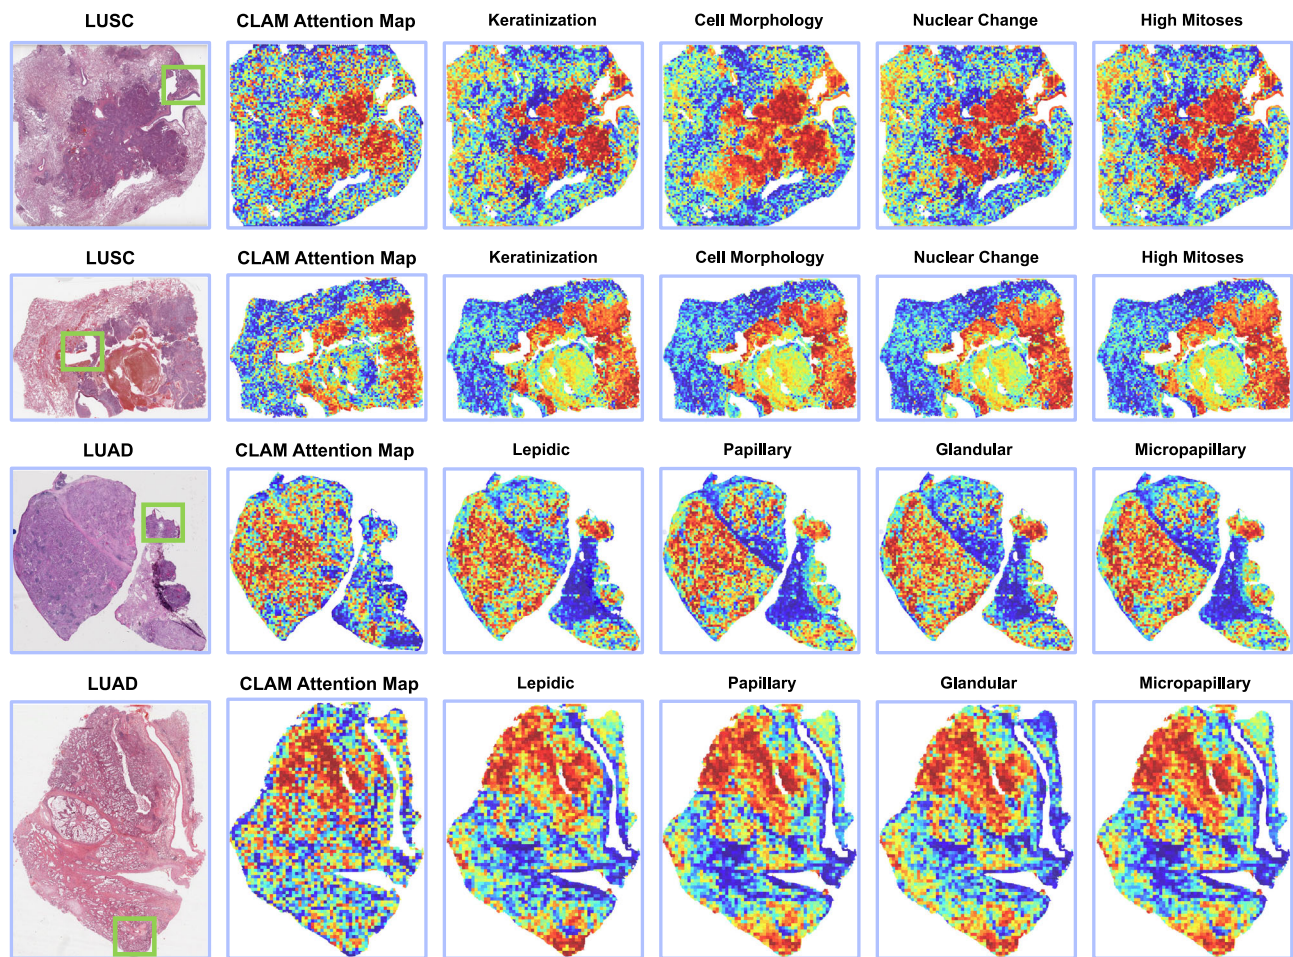 LUSC CLAM Attention Map Keratinization Cell Morphology Nuclear Change High Mitoses
LUSC CLAM Attention Map Keratinization Cell Morphology Nuclear Change High Mitoses
LUAD CLAM Attention Map Lepidic Papillary Glandular Micropapillary
LUAD CLAM Attention Map Lepidic Papillary Glandular Micropapillary